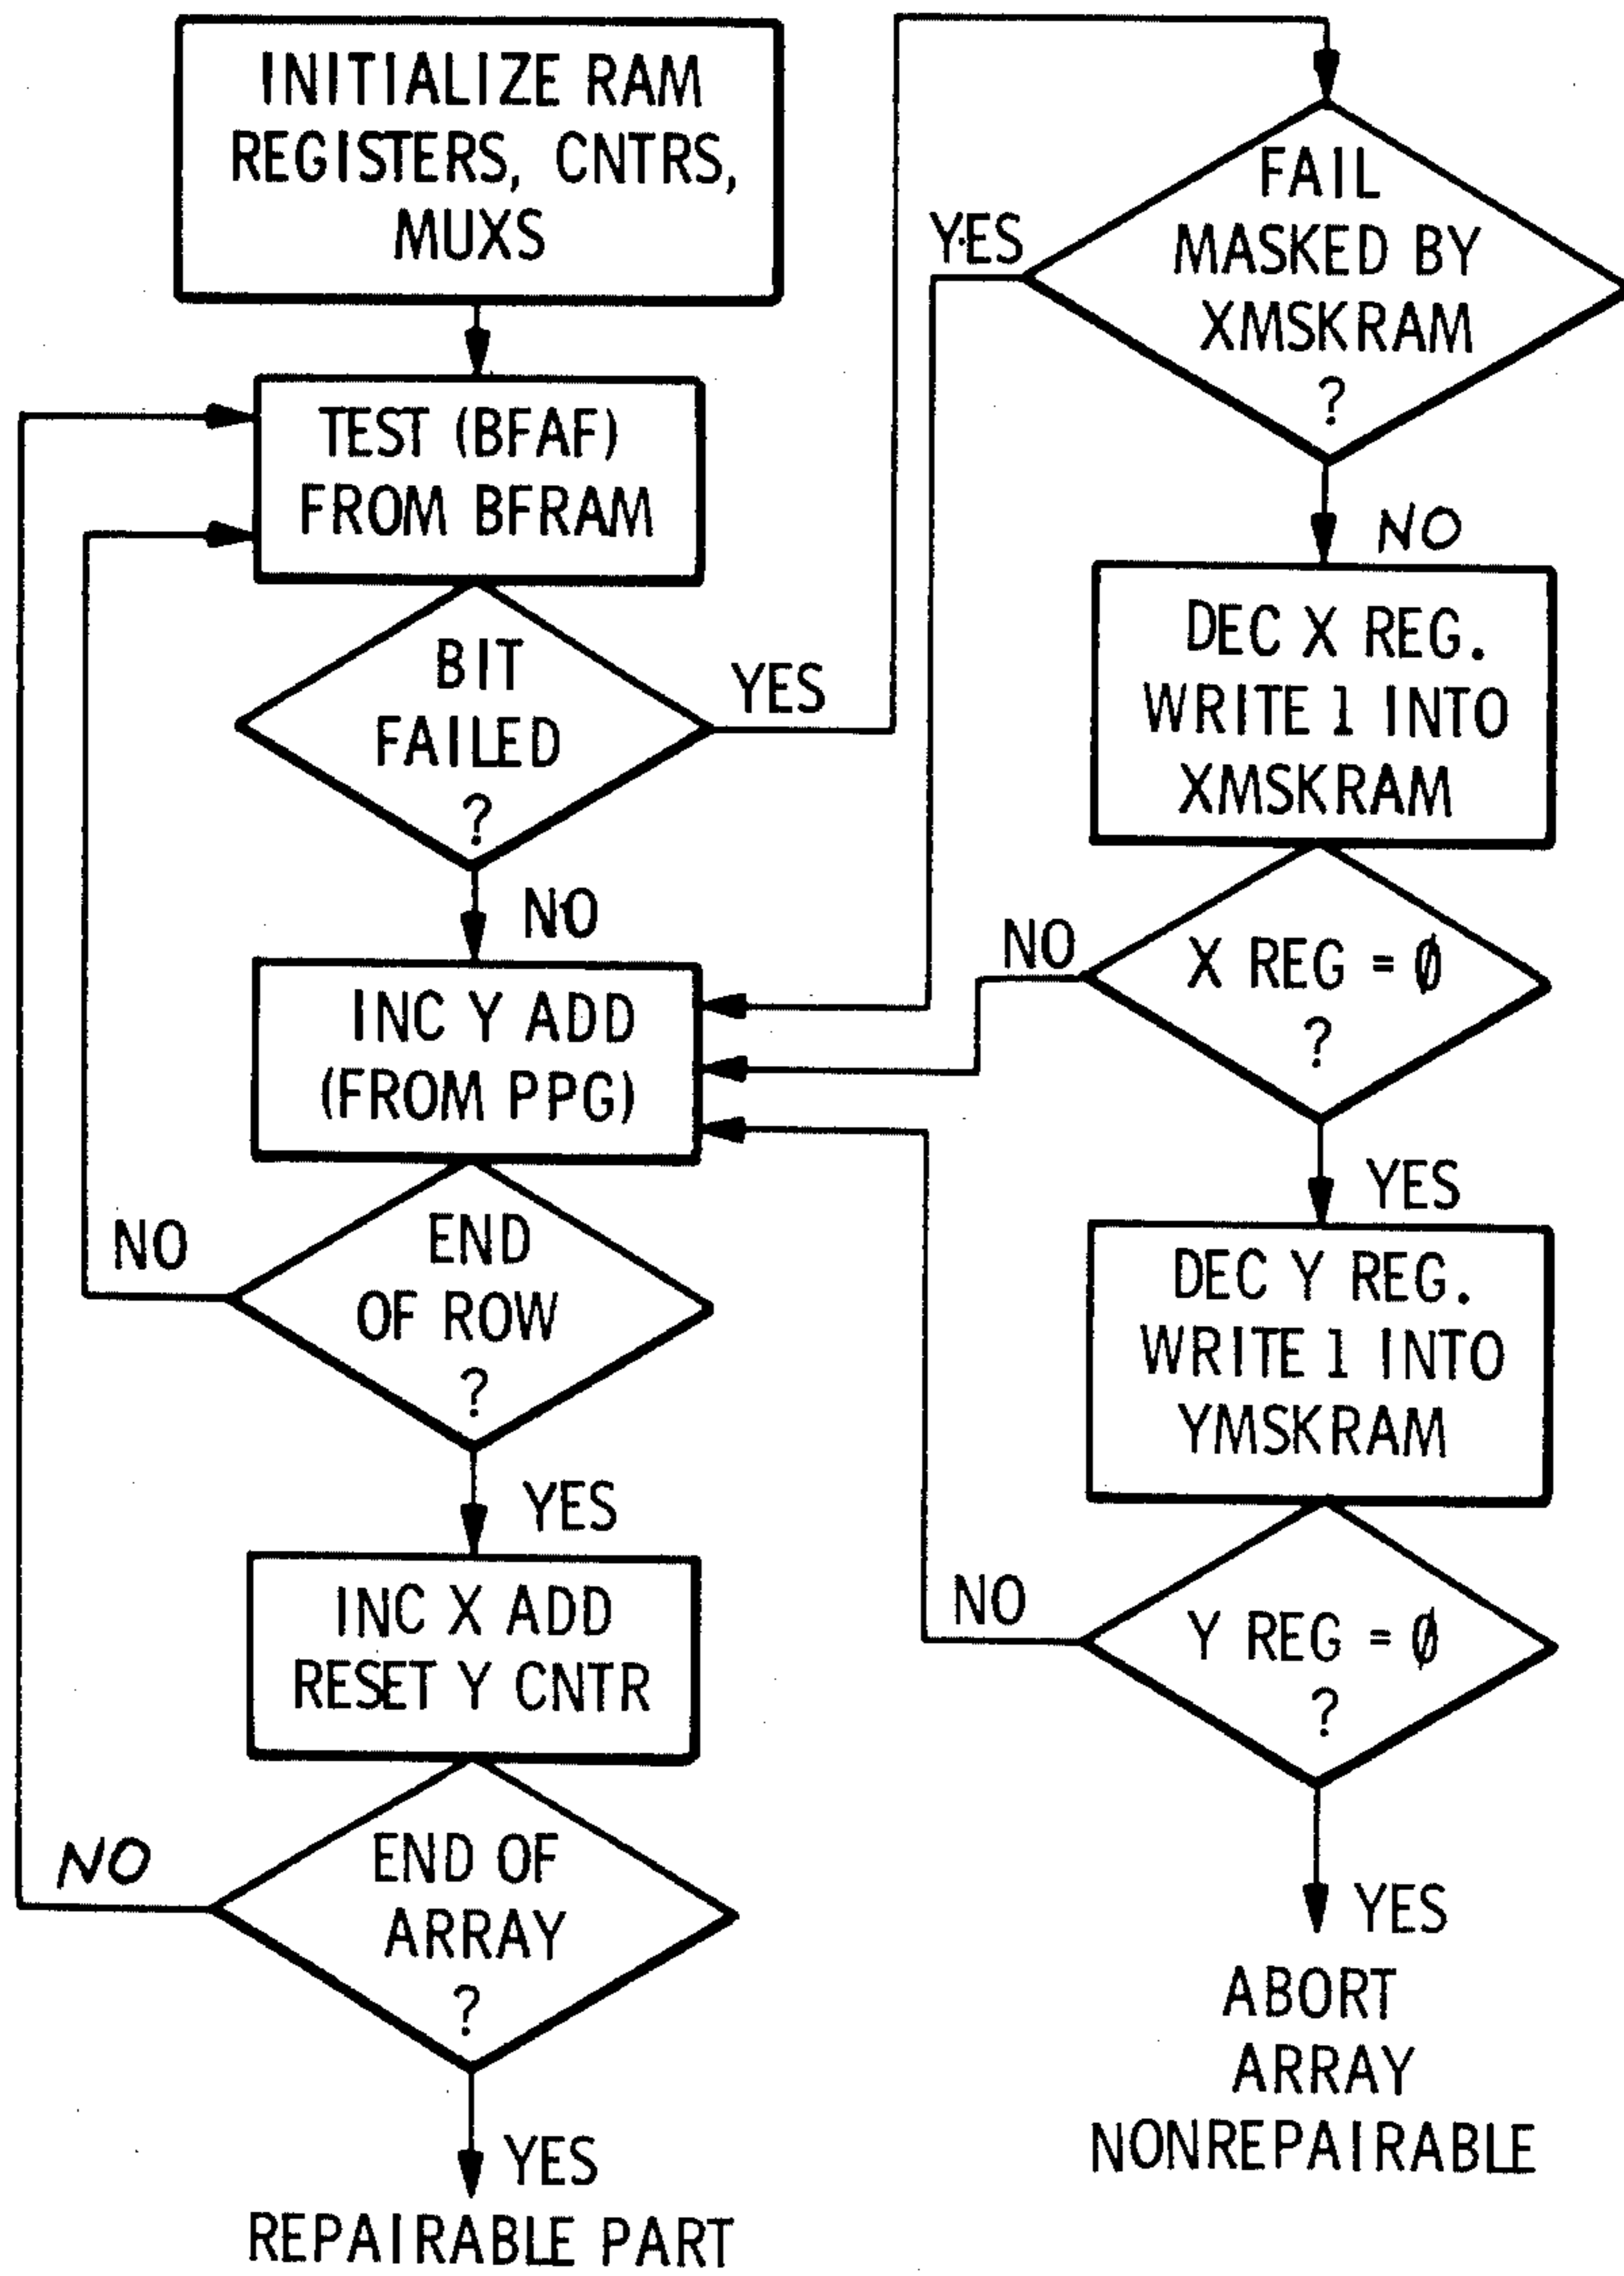 INITIALIZE RAM
REGISTERS, CNTRS,
MUXS
TEST (BFAF)
FROM BFRAM
BIT
FAILED
?
YES
NO
INC Y ADD
(FROM PPG)
END
OF ROW
?
NO
YES
INC X ADD
RESET Y CNTR
END OF
ARRAY
?
NO
YES
REPAIRABLE PART
FAIL
MASKED BY
XMSKRAM
?
YES
NO
DEC X REG.
WRITE 1 INTO
XMSKRAM
X REG = Ø
?
NO
YES
DEC Y REG.
WRITE 1 INTO
YMSKRAM
Y REG = Ø
?
NO
YES
ABORT
ARRAY
NONREPAIRABLE